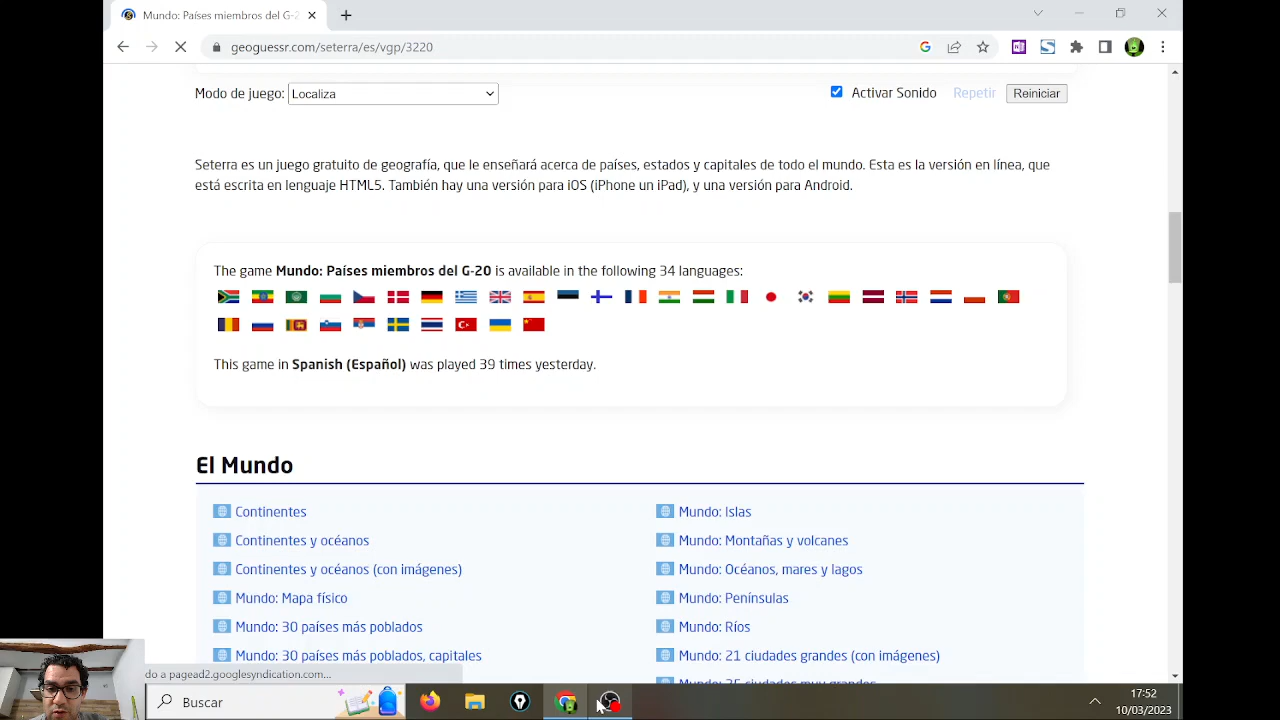 Mundo: Países miembros del G-2
geoguessr.com/seterra/es/vgp/3220
Modo de juego: Localiza
Activar Sonido Repetir Reiniciar
Seterra es un juego gratuito de geografía, que le enseñará acerca de países, estados y capitales de todo el mundo. Esta es la versión en línea, que
está escrita en lenguaje HTML5. También hay una versión para iOS (iPhone un iPad), y una versión para Android.
The game Mundo: Países miembros del G-20 is available in the following 34 languages:
This game in Spanish (Español) was played 39 times yesterday.
El Mundo
Continentes
Continentes y océanos
Continentes y océanos (con imágenes)
Mundo: Mapa físico
Mundo: 30 países más poblados
Mundo: 30 países más poblados, capitales
Mundo: Islas
Mundo: Montañas y volcanes
Mundo: Océanos, mares y lagos
Mundo: Penínsulas
Mundo: Ríos
Mundo: 21 ciudades grandes (con imágenes)
Mundo: 35 ciudades muy grandes
do a pagead2.googlesyndication.com...
Buscar
17:52
10/03/2023